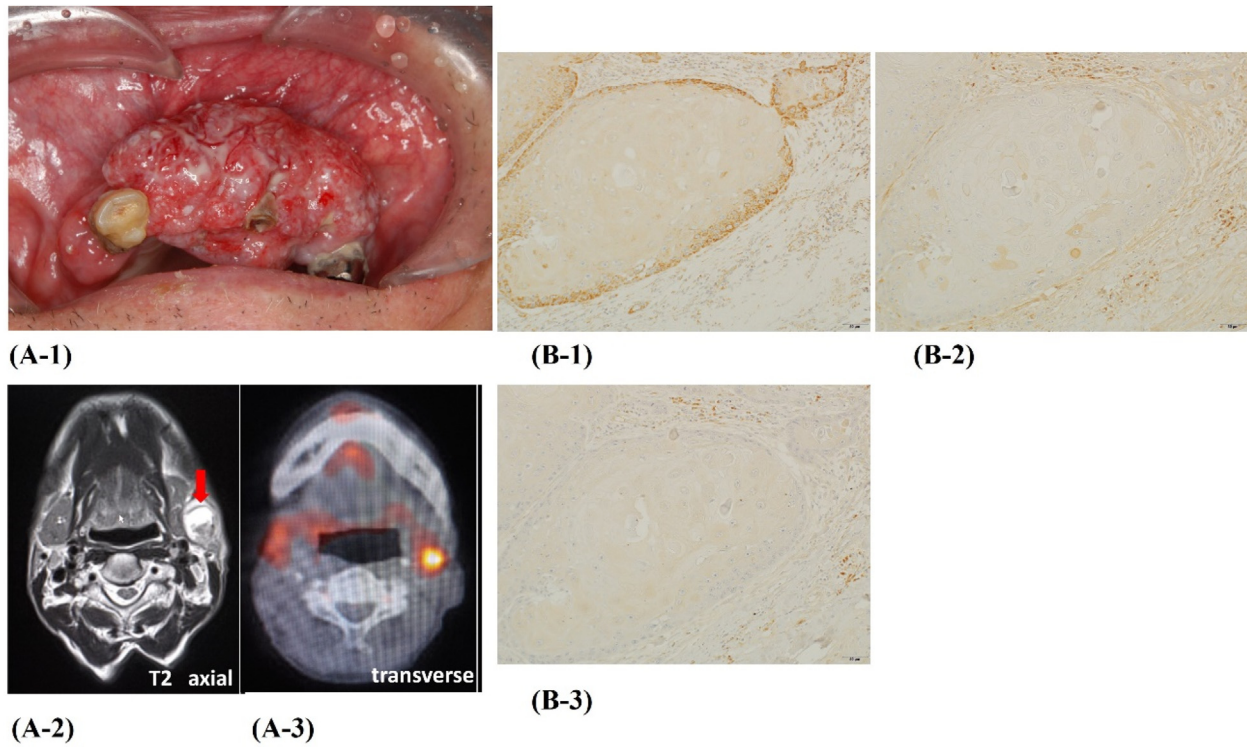 (A-1)
(B-1)
(B-2)
T2 axial
transverse
(A-2)
(A-3)
(B-3)